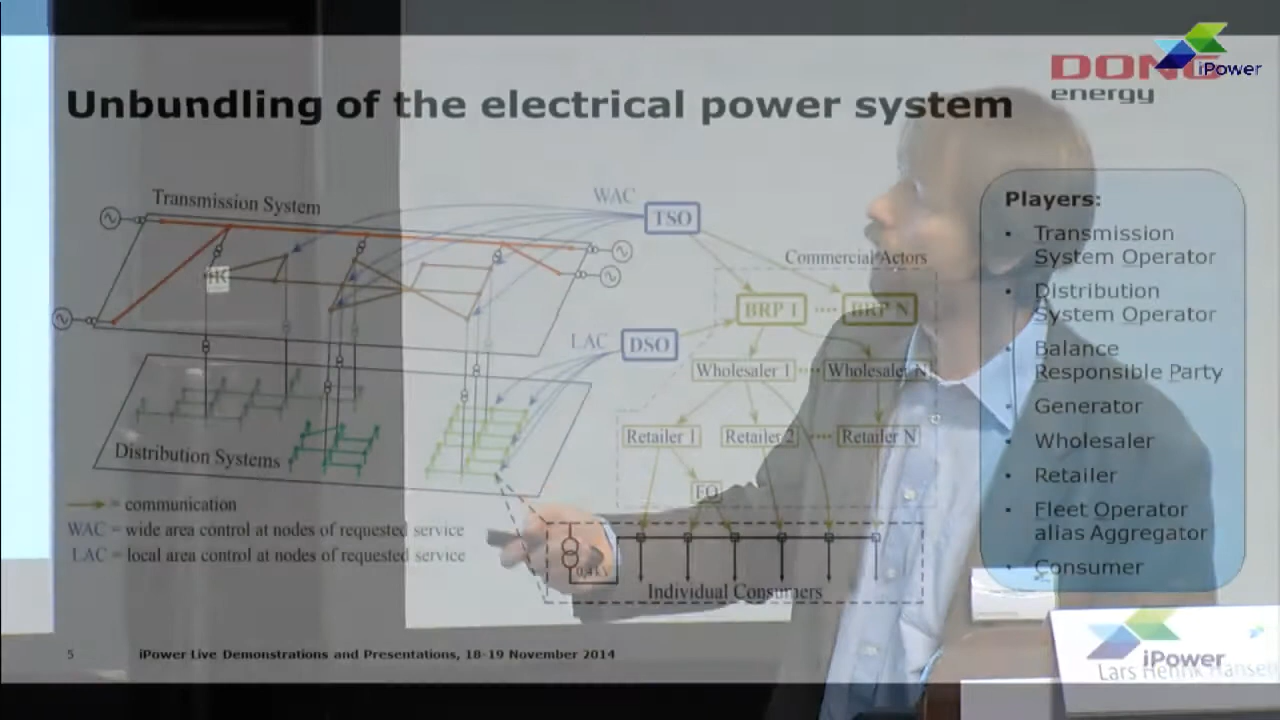 DONG
energy
iPower
Unbundling of the electrical power system
Transmission System
WAC
TSO
Commercial Actors
BRP 1 ···· BRP N
LAC
DSO
Wholesaler 1 ···· Wholesaler N
Retailer 1
Retailer 2 ···· Retailer N
FO
Distribution Systems
0,4 kV
Individual Consumers
= communication
WAC = wide area control at nodes of requested service
LAC = local area control at nodes of requested service
Players:
• Transmission
System Operator
• Distribution
System Operator
• Balance
Responsible Party
• Generator
• Wholesaler
• Retailer
• Fleet Operator
alias Aggregator
• Consumer
5
iPower Live Demonstrations and Presentations, 18-19 November 2014
iPower
Lars Henrik Hansen